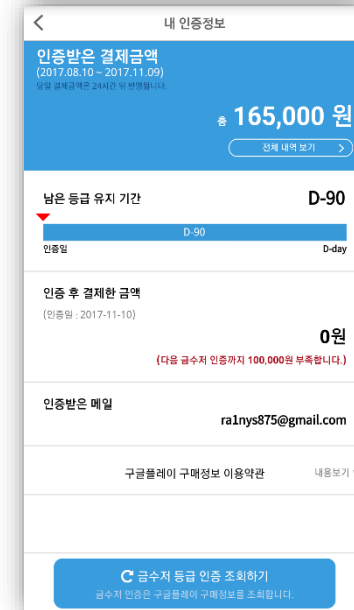 내 인증정보
인증받은 결제금액
(2017.08.10 ~ 2017.11.09)
당일 결제금액은 24시간 뒤 반영됩니다.
총 165,000 원
전체 내역 보기 >
남은 등급 유지 기간 D-90
D-90
인증일 D-day
인증 후 결제한 금액
(인증일 : 2017-11-10)
0원
(다음 금수저 인증까지 100,000원 부족합니다.)
인증받은 메일
ra1nys875@gmail.com
구글플레이 구매정보 이용약관 내용보기
금수저 등급 인증 조회하기
금수저 인증은 구글플레이 구매정보를 조회합니다.